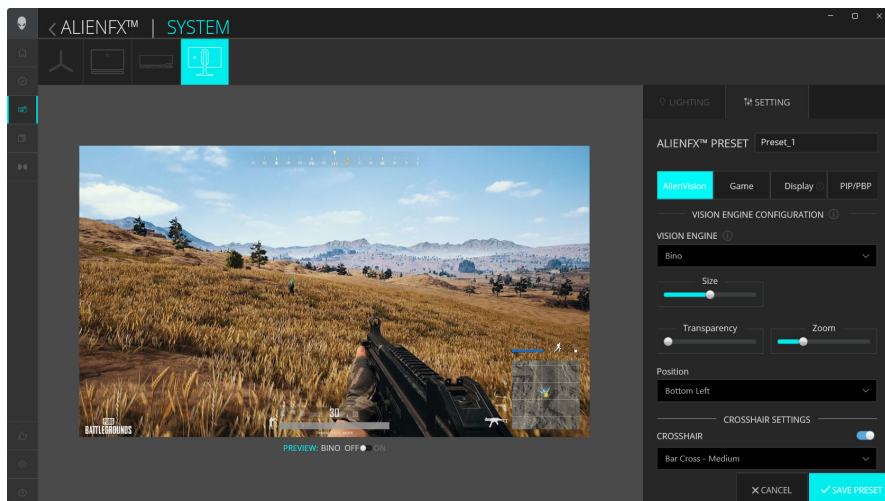 ALIENFX™ | SYSTEM
LIGHTING
SETTING
ALIENFX™ PRESET
Preset_1
AlienVision
Game
Display
PIP/PBP
VISION ENGINE CONFIGURATION
VISION ENGINE
Bino
Size
Transparency
Zoom
Position
Bottom Left
CROSSHAIR SETTINGS
CROSSHAIR
Bar Cross - Medium
CANCEL
SAVE PRESET
30
PUBG
BATTLEGROUNDS
PREVIEW: BINO OFF ON